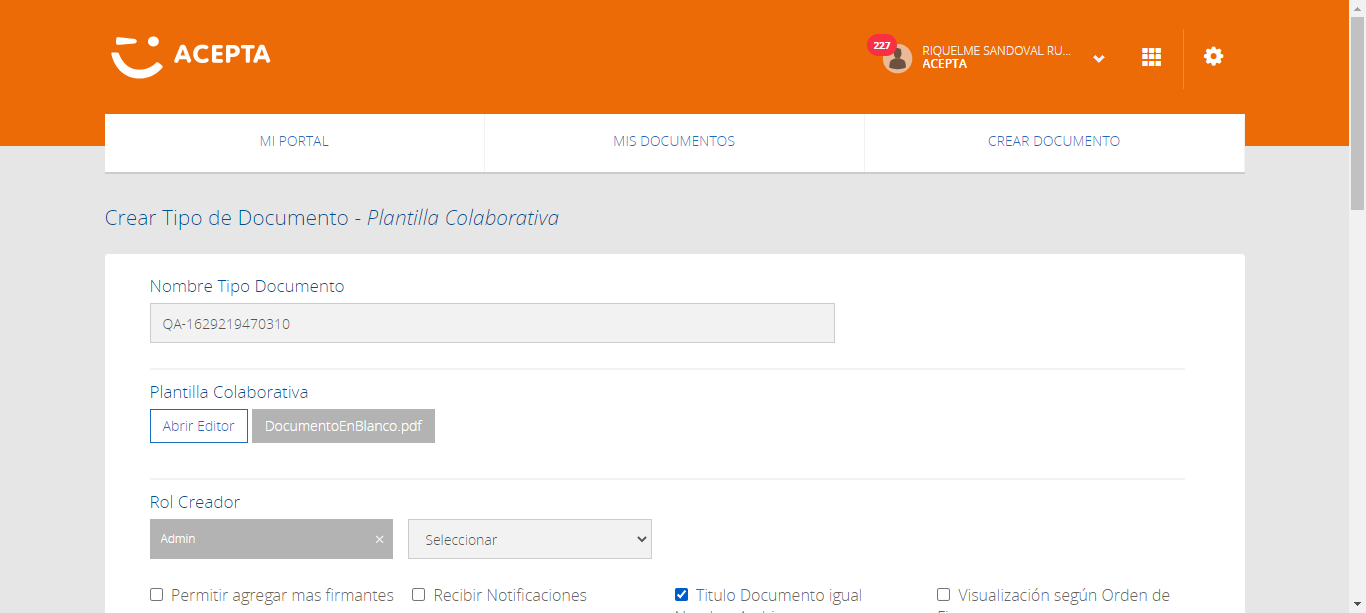 ACEPTA
227
RIQUELME SANDOVAL RU...
ACEPTA
MI PORTAL
MIS DOCUMENTOS
CREAR DOCUMENTO
Crear Tipo de Documento - Plantilla Colaborativa
Nombre Tipo Documento
QA-1629219470310
Plantilla Colaborativa
Abrir Editor
DocumentoEnBlanco.pdf
Rol Creador
Admin ×
Seleccionar
Permitir agregar mas firmantes
Recibir Notificaciones
Titulo Documento igual
Visualización según Orden de